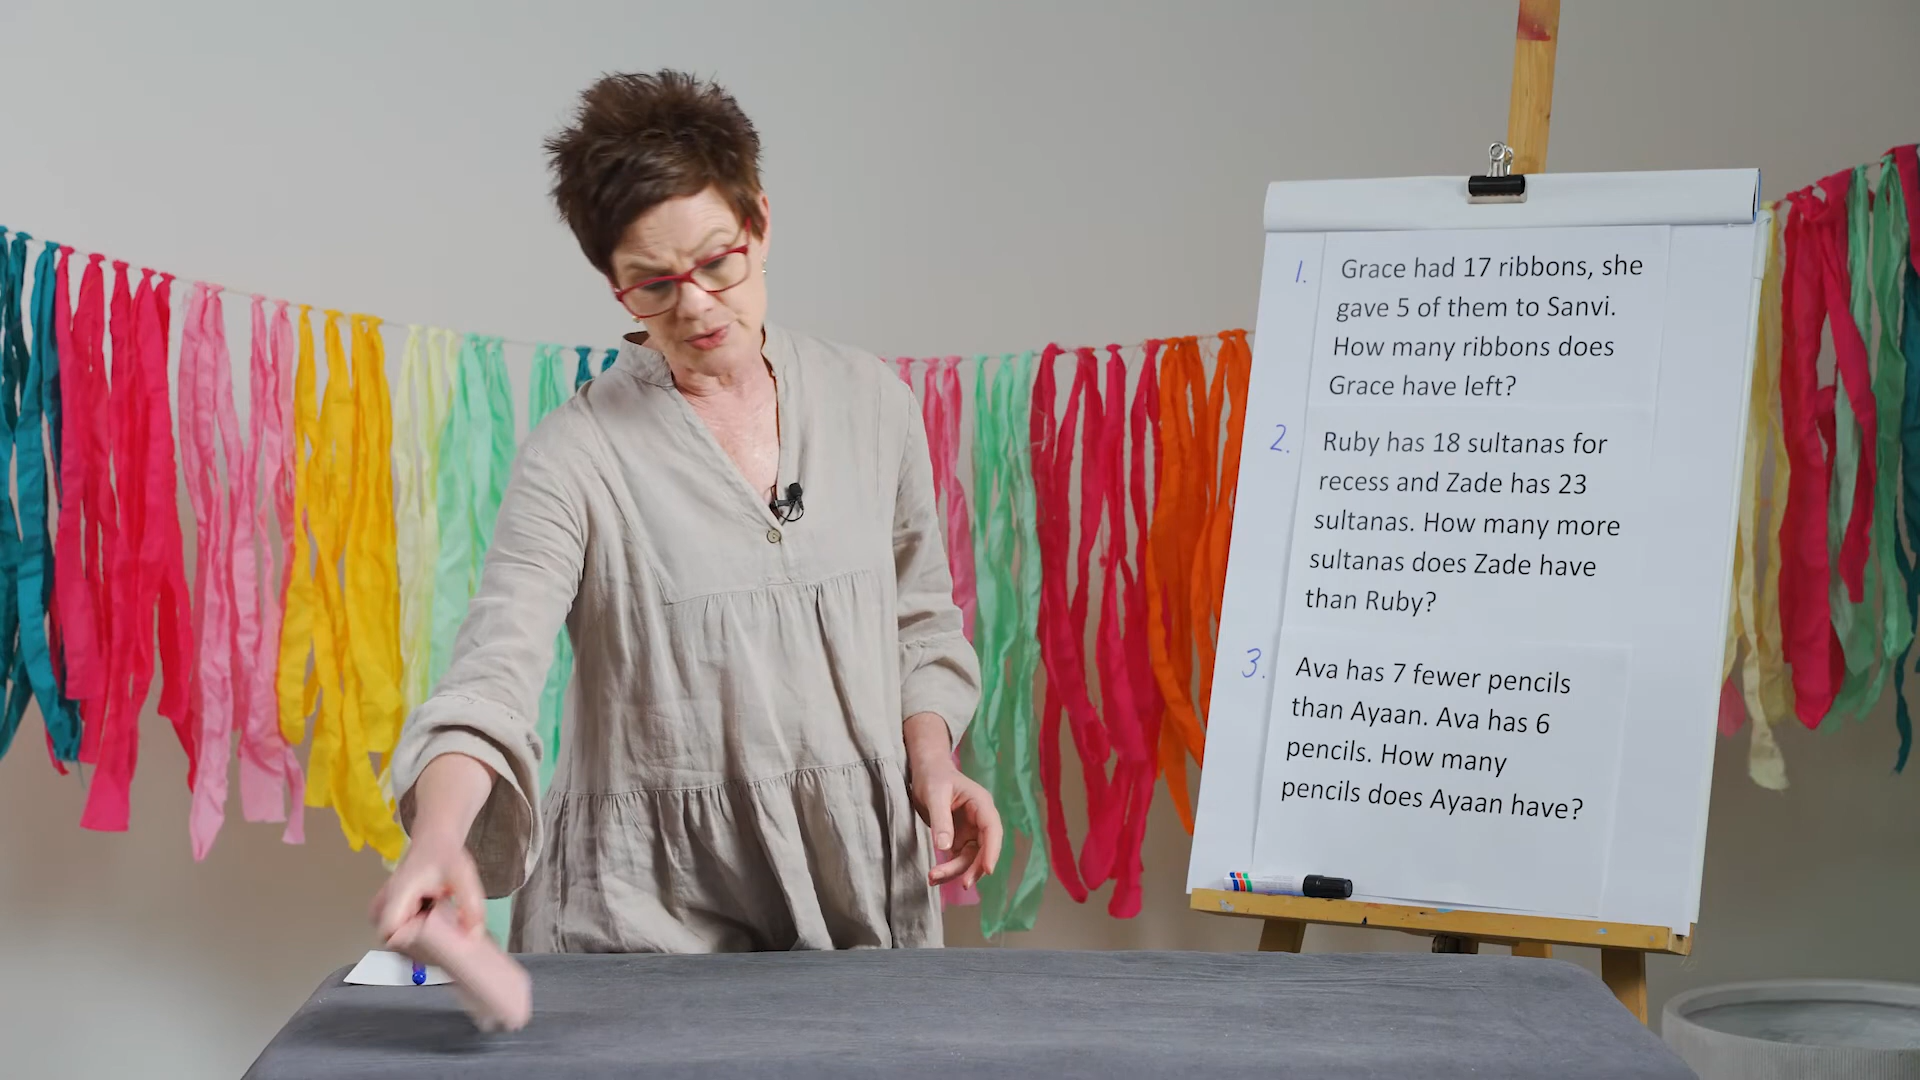 1. Grace had 17 ribbons, she
gave 5 of them to Sanvi.
How many ribbons does
Grace have left?
2. Ruby has 18 sultanas for
recess and Zade has 23
sultanas. How many more
sultanas does Zade have
than Ruby?
3. Ava has 7 fewer pencils
than Ayaan. Ava has 6
pencils. How many
pencils does Ayaan have?